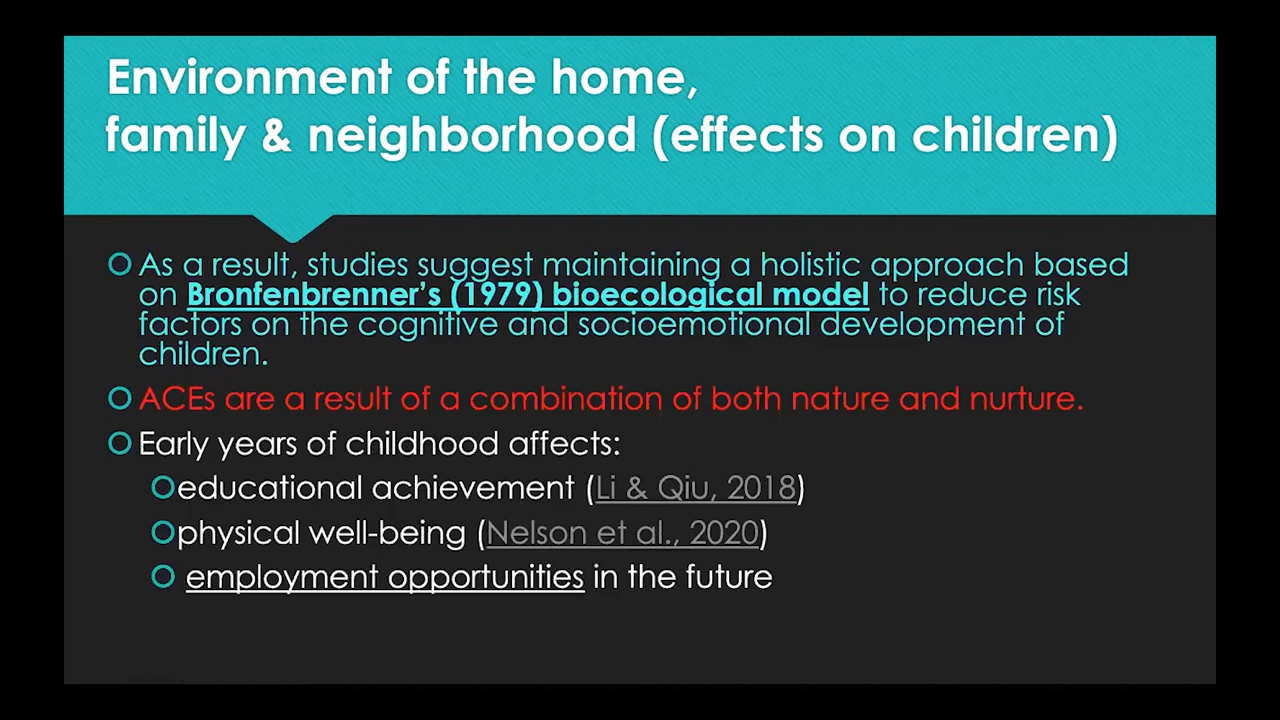 Environment of the home,
family & neighborhood (effects on children)
As a result, studies suggest maintaining a holistic approach based
on Bronfenbrenner's (1979) bioecological model to reduce risk
factors on the cognitive and socioemotional development of
children.
ACEs are a result of a combination of both nature and nurture.
Early years of childhood affects:
educational achievement (Li & Qiu, 2018)
physical well-being (Nelson et al., 2020)
employment opportunities in the future